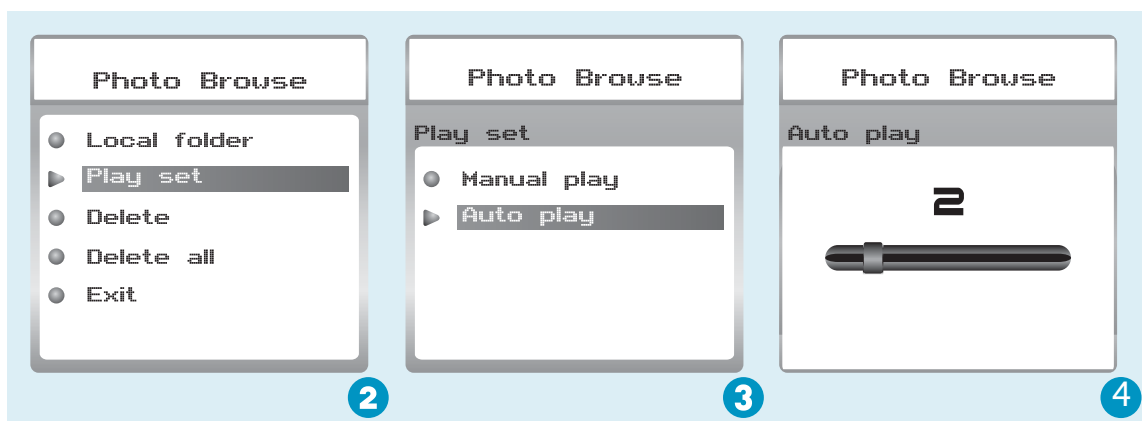 Photo Browse
Local folder
Play set
Delete
Delete all
Exit
2
Photo Browse
Play set
Manual play
Auto play
3
Photo Browse
Auto play
2
4